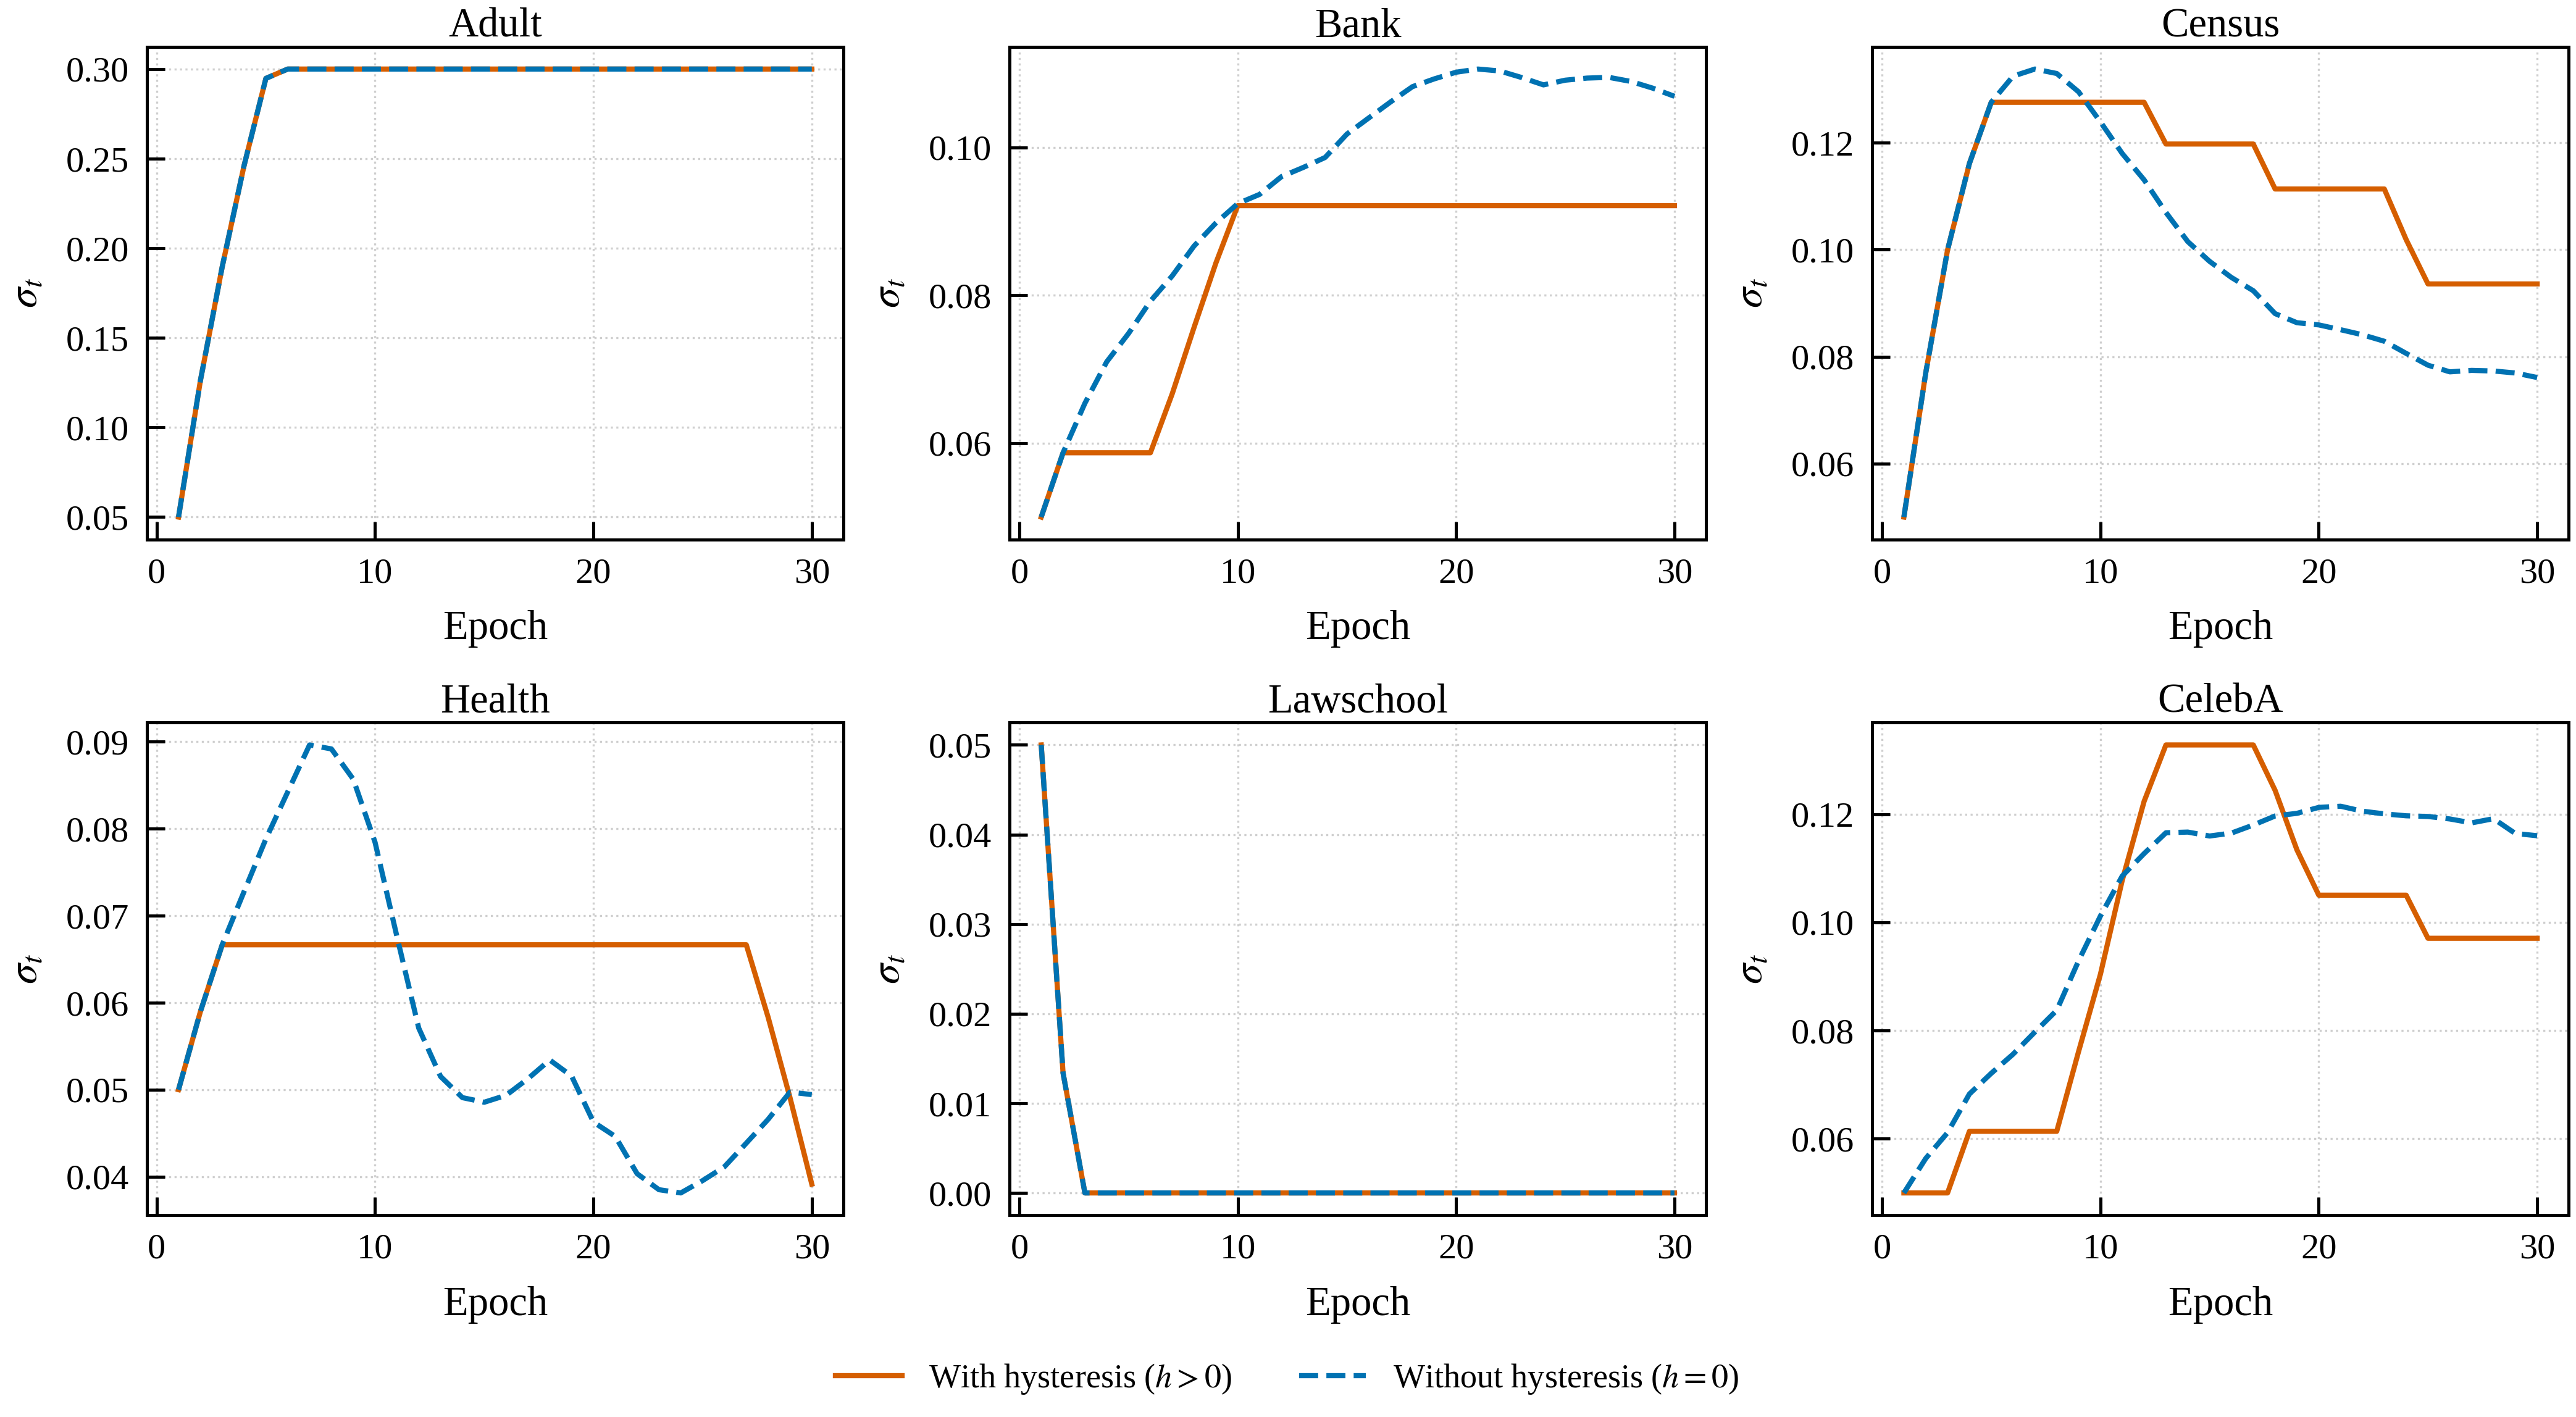 Adult
0.30
0.25
0.20
0.15
0.10
0.05
σt
0 10 20 30
Epoch
Bank
0.10
0.08
0.06
σt
0 10 20 30
Epoch
Census
0.12
0.10
0.08
0.06
σt
0 10 20 30
Epoch
Health
0.09
0.08
0.07
0.06
0.05
0.04
σt
0 10 20 30
Epoch
Lawschool
0.05
0.04
0.03
0.02
0.01
0.00
σt
0 10 20 30
Epoch
CelebA
0.12
0.10
0.08
0.06
σt
0 10 20 30
Epoch
With hysteresis (h > 0) Without hysteresis (h = 0)